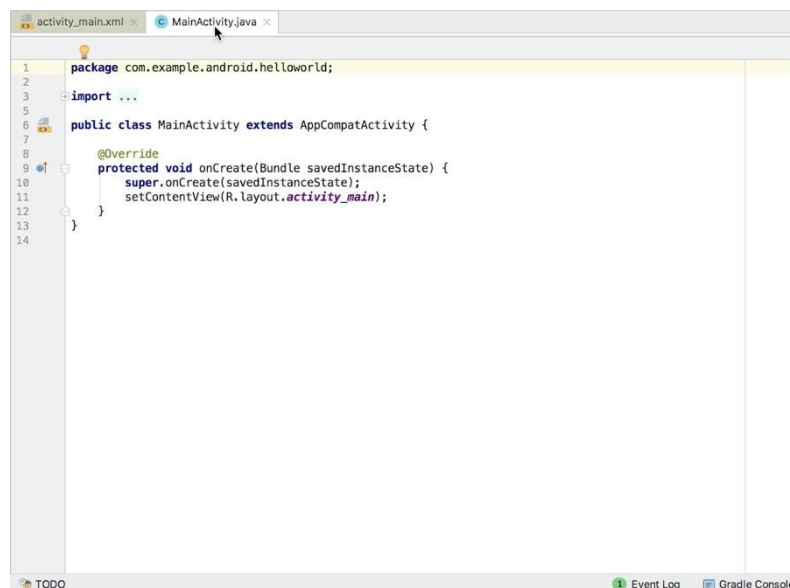 activity_main.xml × MainActivity.java ×
1 package com.example.android.helloworld;
2
3 import ...
5
6 public class MainActivity extends AppCompatActivity {
7
8 @Override
9 protected void onCreate(Bundle savedInstanceState) {
10 super.onCreate(savedInstanceState);
11 setContentView(R.layout.activity_main);
12 }
13 }
14
TODO 1 Event Log Gradle Console